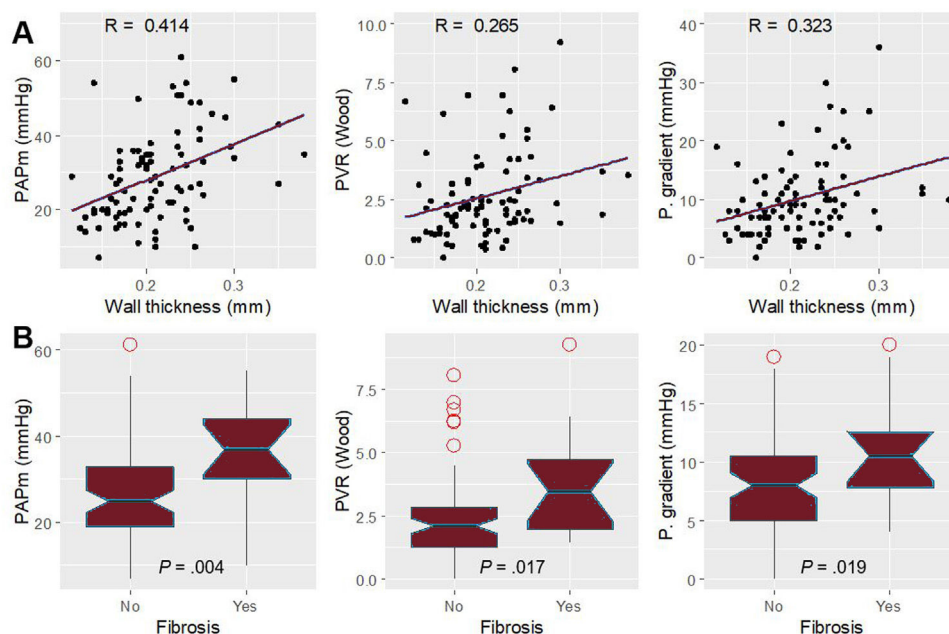 A
R = 0.414
PAPm (mmHg)
60
40
20
0.2
0.3
Wall thickness (mm)
R = 0.265
PVR (Wood)
10.0
7.5
5.0
2.5
0.0
0.2
0.3
Wall thickness (mm)
R = 0.323
P. gradient (mmHg)
40
30
20
10
0
0.2
0.3
Wall thickness (mm)
B
PAPm (mmHg)
60
40
20
P = .004
No
Yes
Fibrosis
PVR (Wood)
7.5
5.0
2.5
0.0
P = .017
No
Yes
Fibrosis
P. gradient (mmHg)
20
15
10
5
0
P = .019
No
Yes
Fibrosis